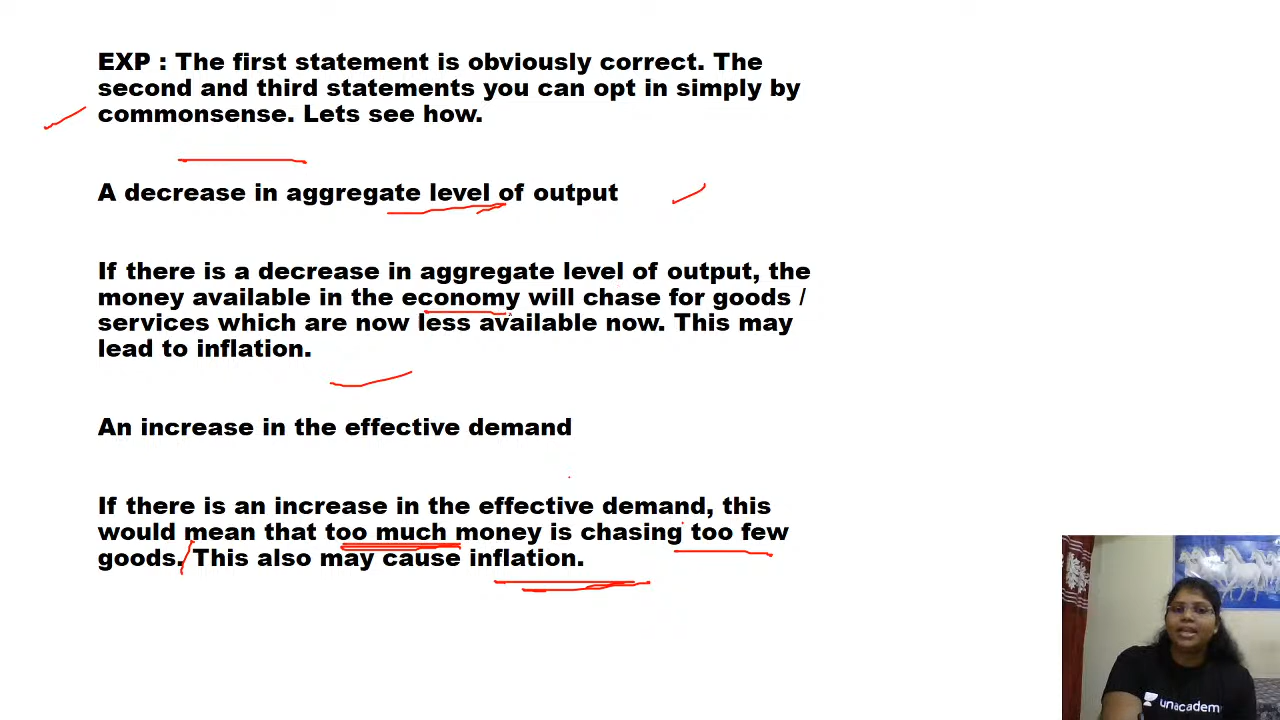 EXP : The first statement is obviously correct. The
second and third statements you can opt in simply by
commonsense. Lets see how.
A decrease in aggregate level of output
If there is a decrease in aggregate level of output, the
money available in the economy will chase for goods /
services which are now less available now. This may
lead to inflation.
An increase in the effective demand
If there is an increase in the effective demand, this
would mean that too much money is chasing too few
goods. This also may cause inflation.
unacademy